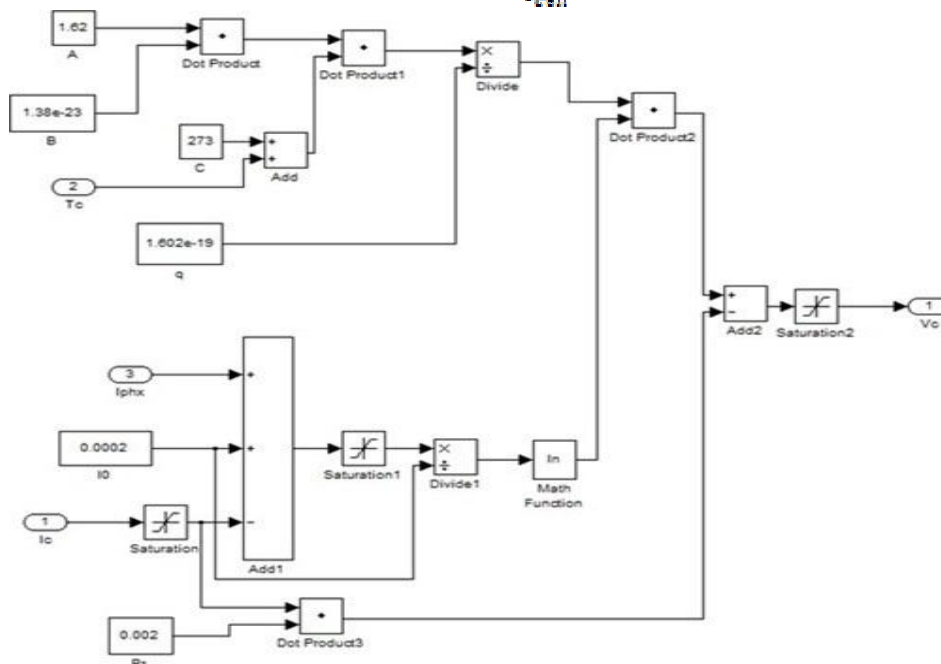 1.62
A
Dot Product
Dot Product1
×
÷
Divide
1.38e-23
B
Dot Product2
273
C
+
+
Add
2
Tc
1.602e-19
q
+
−
Add2
Saturation2
1
Vc
3
Iphx
+
0.0002
I0
+
Saturation1
×
÷
Divide1
ln
Math
Function
1
Ic
Saturation
−
Add1
0.002
Dot Product3